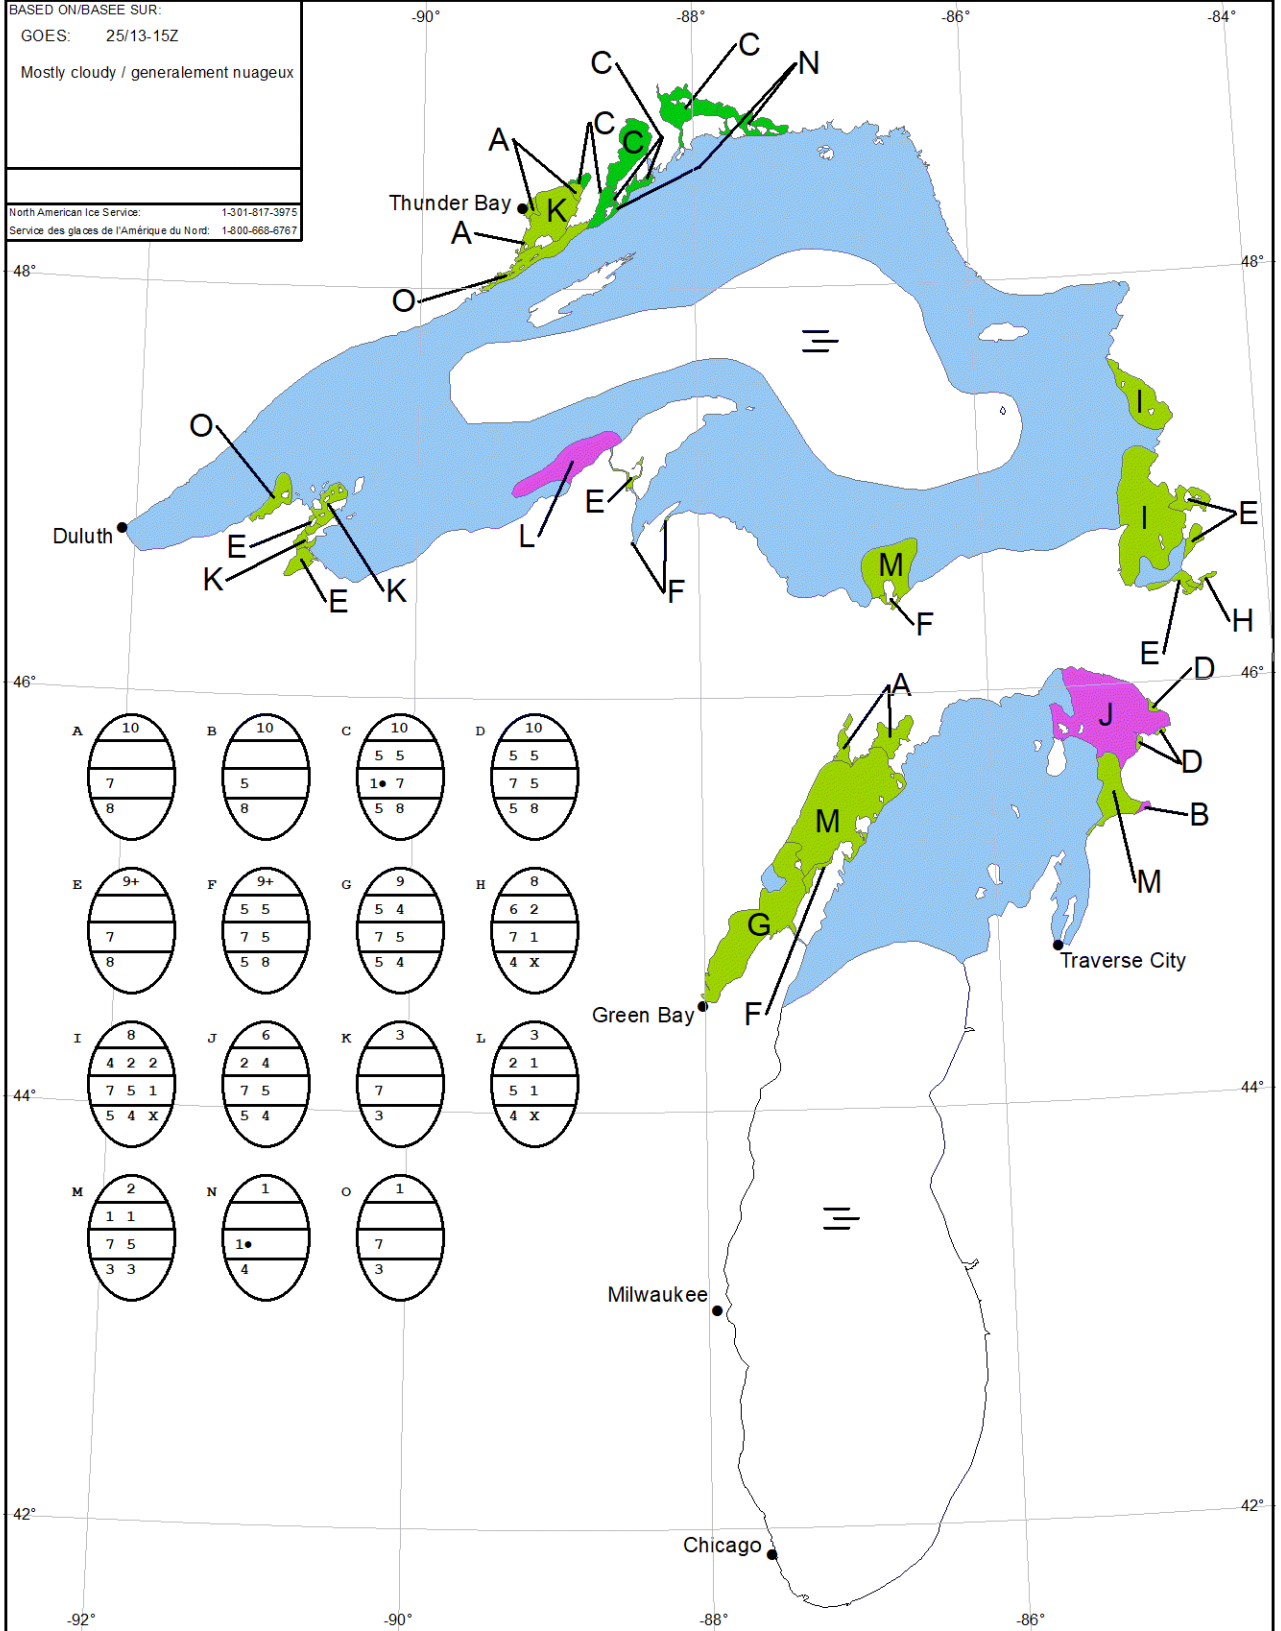 BASED ON/BASEE SUR:
GOES: 25/13-15Z
Mostly cloudy / generalement nuageux
North American Ice Service: 1-301-817-3975
Service des glaces de l'Amérique du Nord: 1-800-668-6767
-90° -88° -86° -84°
C C N
A C C
Thunder Bay K
A
48° 48°
O
I
O
E L I E
Duluth
E M
K K F
E F H
E
46° 46°
D
A J
D
B
M
M
G
Traverse City
Green Bay F
A 10
7
8
B 10
5
8
C 10
5 5
1• 7
5 8
D 10
5 5
7 5
5 8
E 9+
7
8
F 9+
5 5
7 5
5 8
G 9
5 4
7 5
5 4
H 8
6 2
7 1
4 X
I 8
4 2 2
7 5 1
5 4 X
J 6
2 4
7 5
5 4
K 3
7
3
L 3
2 1
5 1
4 X
M 2
1 1
7 5
3 3
N 1
1•
4
O 1
7
3
44° 44°
Milwaukee
42° 42°
Chicago
-92° -90° -88° -86°